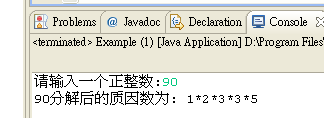 Problems @ Javadoc Declaration Console
<terminated> Example (1) [Java Application] D:\Program Files\
请输入一个正整数:90
90分解后的质因数为: 1*2*3*3*5